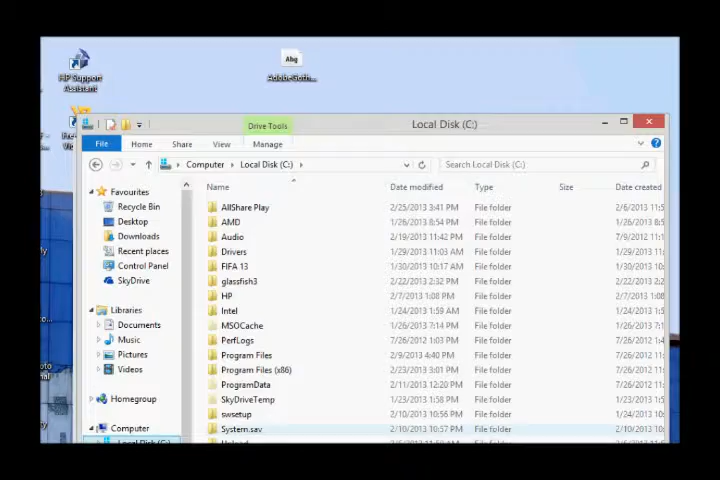 HP Support
Assistant
Abg
AdobeGoth...
Drive Tools
Local Disk (C:)
File Home Share View Manage
Computer Local Disk (C:)
Search Local Disk (C:)
Name Date modified Type Size Date created
Favourites
Recycle Bin
Desktop
Downloads
Recent places
Control Panel
SkyDrive
Libraries
Documents
Music
Pictures
Videos
Homegroup
Computer
Local Disk (C:)
AllShare Play 2/25/2013 3:41 PM File folder 2/6/2013 11:5
AMD 1/26/2013 8:54 PM File folder 1/26/2013 8:
Audio 2/19/2013 11:42 PM File folder 7/9/2012 11:
Drivers 1/29/2013 11:03 AM File folder 1/29/2013 10
FIFA 13 1/30/2013 10:17 AM File folder 1/30/2013 10
glassfish3 2/22/2013 2:32 PM File folder 2/22/2013 2:
HP 2/7/2013 1:08 PM File folder 2/7/2013 1:08
Intel 1/24/2013 1:59 AM File folder 1/24/2013 1:5
MSOCache 1/26/2013 7:14 PM File folder 1/26/2013 7:
PerfLogs 7/26/2012 1:03 PM File folder 7/26/2012 1:4
Program Files 2/9/2013 4:40 PM File folder 7/26/2012 11
Program Files (x86) 2/23/2013 3:01 PM File folder 7/26/2012 11
ProgramData 2/11/2013 12:20 PM File folder 7/26/2012 11
SkyDriveTemp 1/23/2013 1:58 PM File folder 1/23/2013 1:5
swsetup 2/10/2013 10:56 PM File folder 1/24/2013 10
System.sav 2/10/2013 10:57 PM File folder 2/10/2013 10